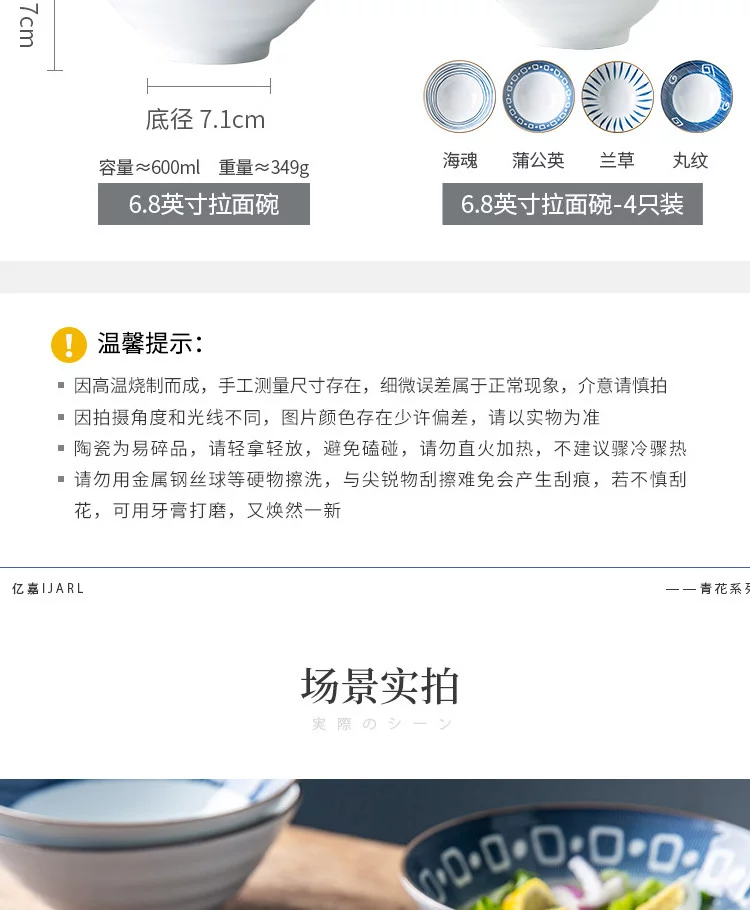 7cm
底径 7.1cm
海魂 蒲公英 兰草 丸纹
容量≈600ml 重量≈349g
6.8英寸拉面碗
6.8英寸拉面碗-4只装
温馨提示：
因高温烧制而成，手工测量尺寸存在，细微误差属于正常现象，介意请慎拍
因拍摄角度和光线不同，图片颜色存在少许偏差，请以实物为准
陶瓷为易碎品，请轻拿轻放，避免磕碰，请勿直火加热，不建议骤冷骤热
请勿用金属钢丝球等硬物擦洗，与尖锐物刮擦难免会产生刮痕，若不慎刮
花，可用牙膏打磨，又焕然一新
亿嘉IJARL
——青花系列
场景实拍
実際のシーン